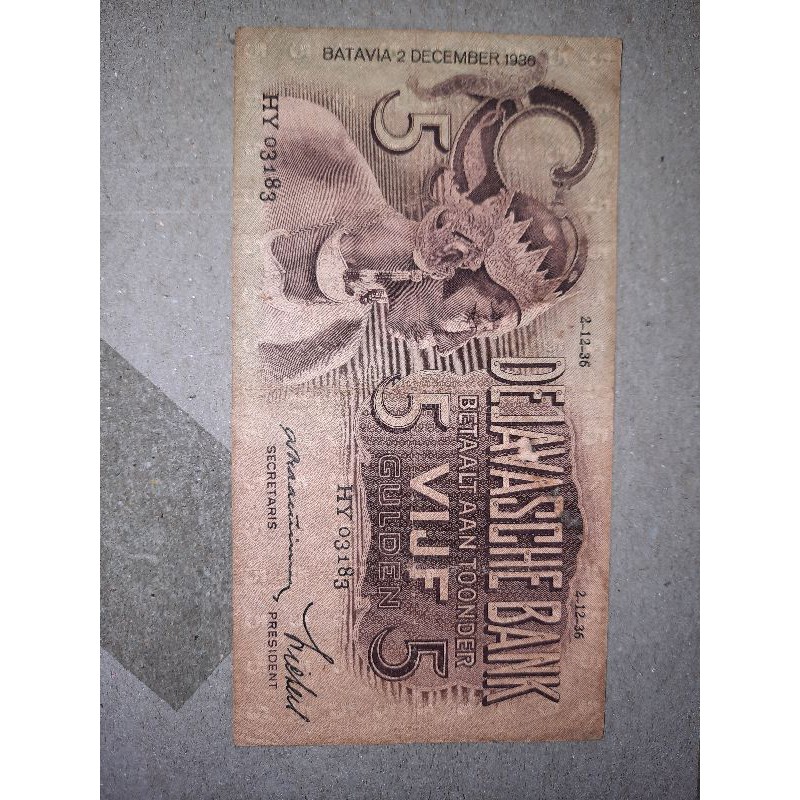 BATAVIA 2 DECEMBER 1936
HY 03183
5
2-12-36
2-12-36
DE JAVASCHE BANK
BETAALT AAN TOONDER
5 VIJF 5
GULDEN
HY 03183
SECRETARIS
PRESIDENT